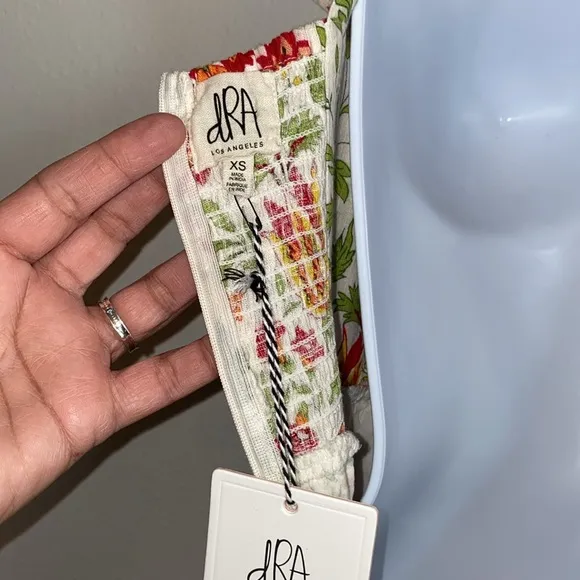 dRA
LOS ANGELES
XS
MADE
IN INDIA
FABRIQUÉ
EN INDE
dRA